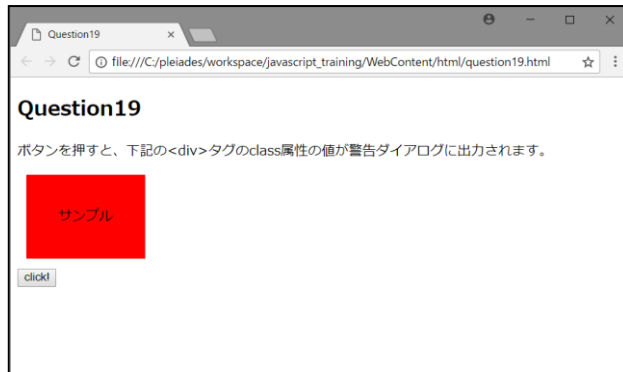 Question19
file:///C:/pleiades/workspace/javascript_training/WebContent/html/question19.html
Question19
ボタンを押すと、下記の<div>タグのclass属性の値が警告ダイアログに出力されます。
サンプル
click!